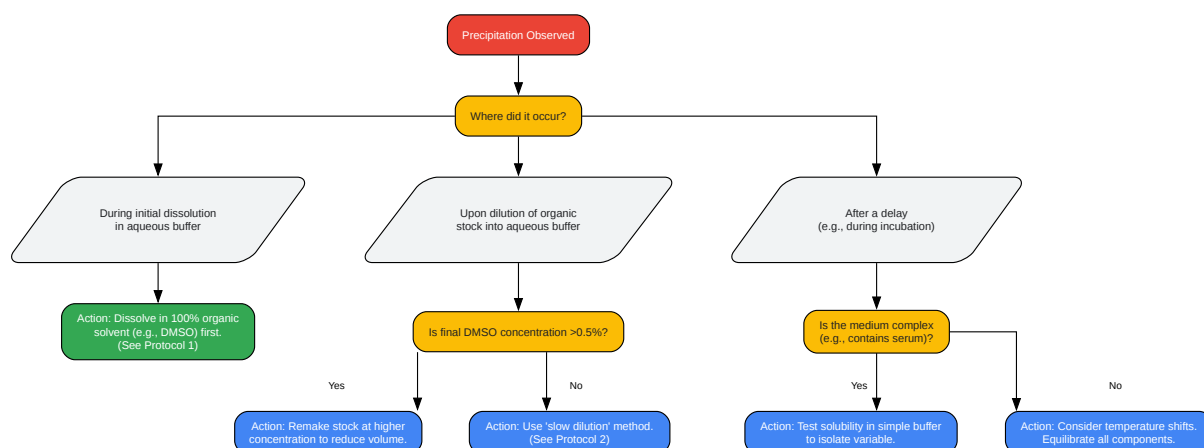 Precipitation Observed
Where did it occur?
During initial dissolution
in aqueous buffer
Upon dilution of organic
stock into aqueous buffer
After a delay
(e.g., during incubation)
Action: Dissolve in 100% organic
solvent (e.g., DMSO) first.
(See Protocol 1)
Is final DMSO concentration >0.5%?
Is the medium complex
(e.g., contains serum)?
Yes
No
Yes
No
Action: Remake stock at higher
concentration to reduce volume.
Action: Use 'slow dilution' method.
(See Protocol 2)
Action: Test solubility in simple buffer
to isolate variable.
Action: Consider temperature shifts.
Equilibrate all components.